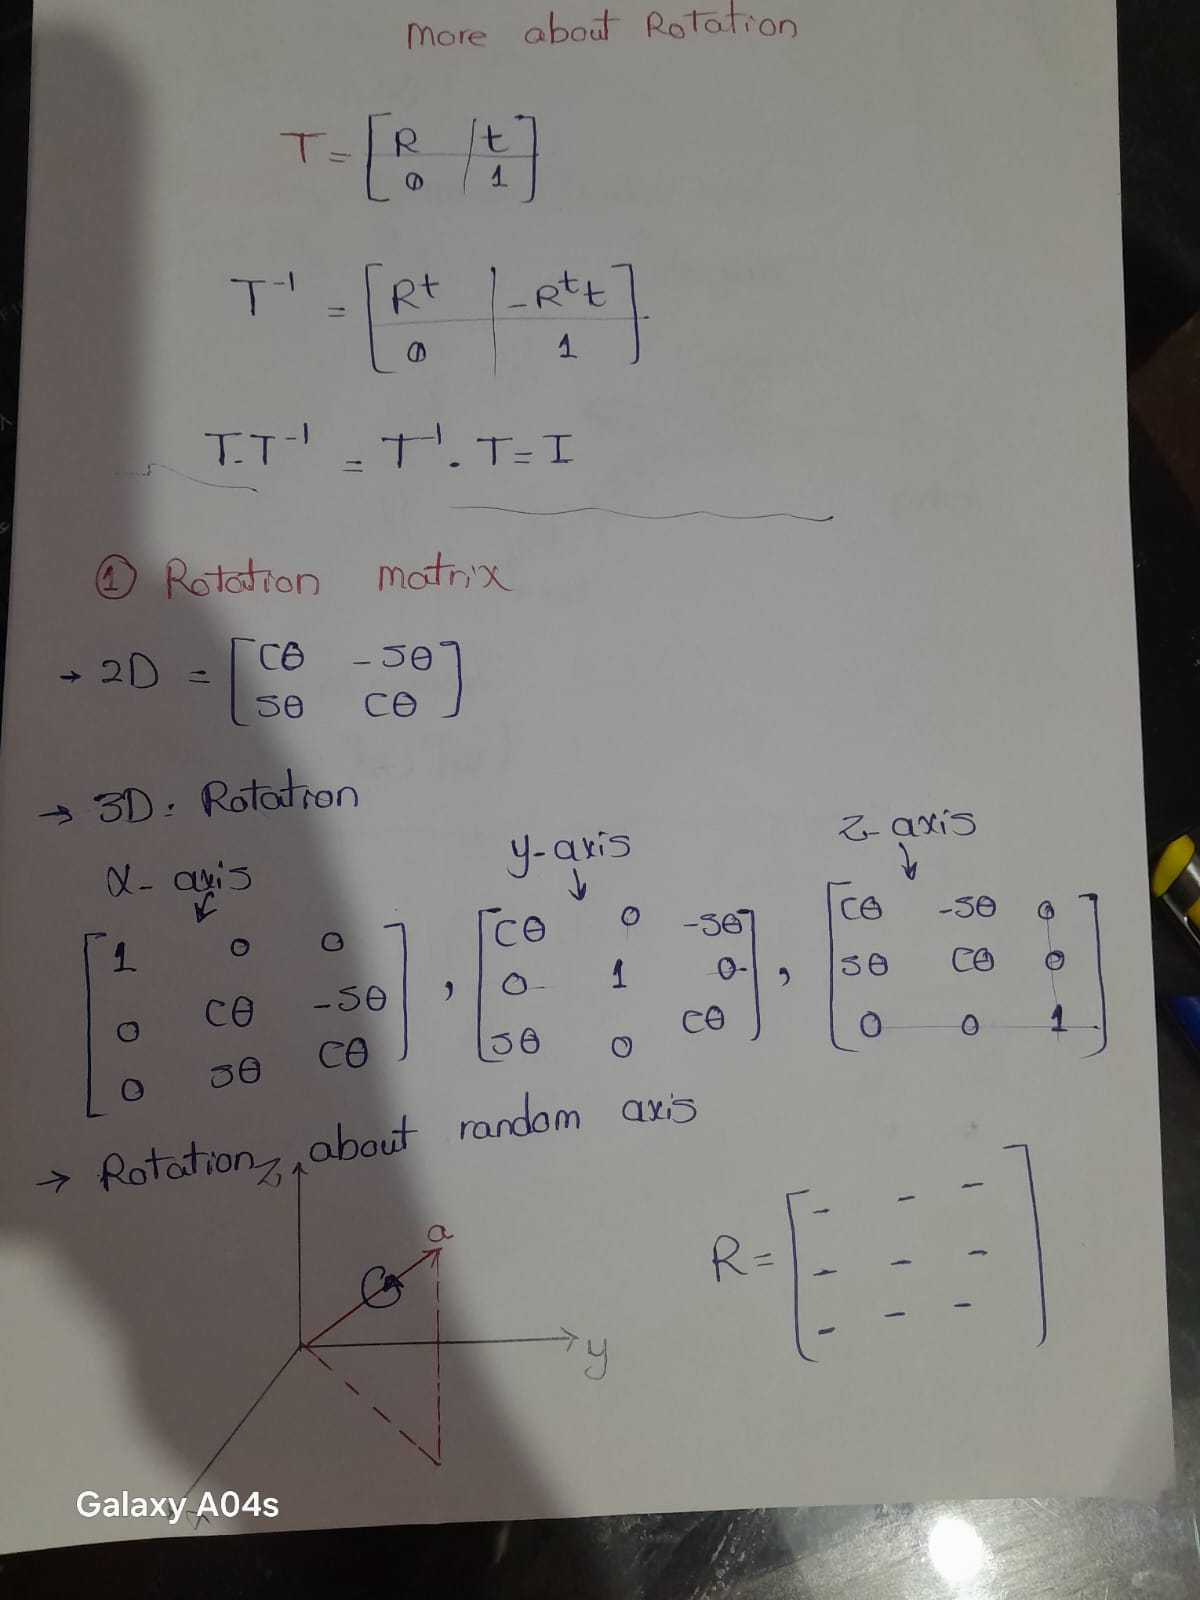 More about Rotation
T = [ R | t ]
[ 0 | 1 ]
T⁻¹ = [ Rᵗ | -Rᵗt ]
[ 0 | 1 ]
T.T⁻¹ = T⁻¹. T = I
① Rotation matrix
→ 2D = [ Cθ -Sθ ]
[ Sθ Cθ ]
→ 3D: Rotation
x-axis y-axis z-axis
[ 1 0 0 ] , [ Cθ 0 -Sθ ] , [ Cθ -Sθ 0 ]
[ 0 Cθ -Sθ ] [ 0 1 0 ] [ Sθ Cθ 0 ]
[ 0 Sθ Cθ ] [ Sθ 0 Cθ ] [ 0 0 1 ]
→ Rotation about random axis
z
a
R = [ - - - ]
[ - - - ]
[ - - - ]
y
x
Galaxy A04s